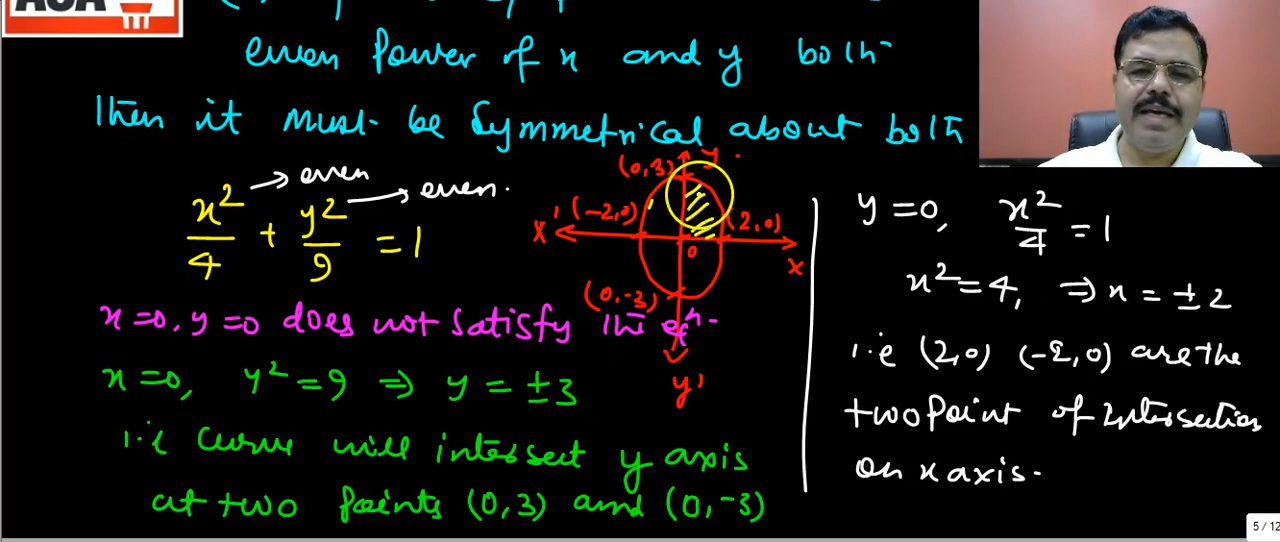 even Power of x and y both
Then it must be Symmetrical about both
x²/4 + y²/9 = 1
→ even
→ even.
y
(0,3)
(-2,0)
(2,0)
X'
0
x
(0,-3)
y'
x=0, y=0 does not satisfy the eqn.
x=0, y²=9 ⇒ y = ±3
i.e curve will intersect y axis
at two points (0,3) and (0,-3)
y=0, x²/4 = 1
x²=4, ⇒ x = ±2
i.e (2,0) (-2,0) are the
two Point of Intersection
on x axis.
5 / 12